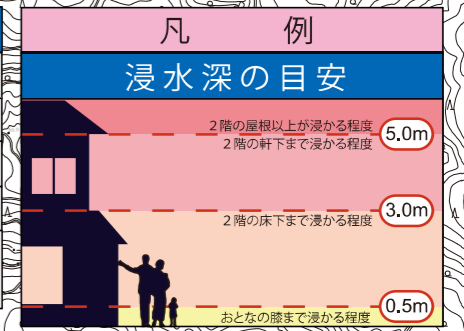 凡 例
浸水深の目安
2階の屋根以上が浸かる程度
5.0m
2階の軒下まで浸かる程度
3.0m
2階の床下まで浸かる程度
0.5m
おとなの膝まで浸かる程度